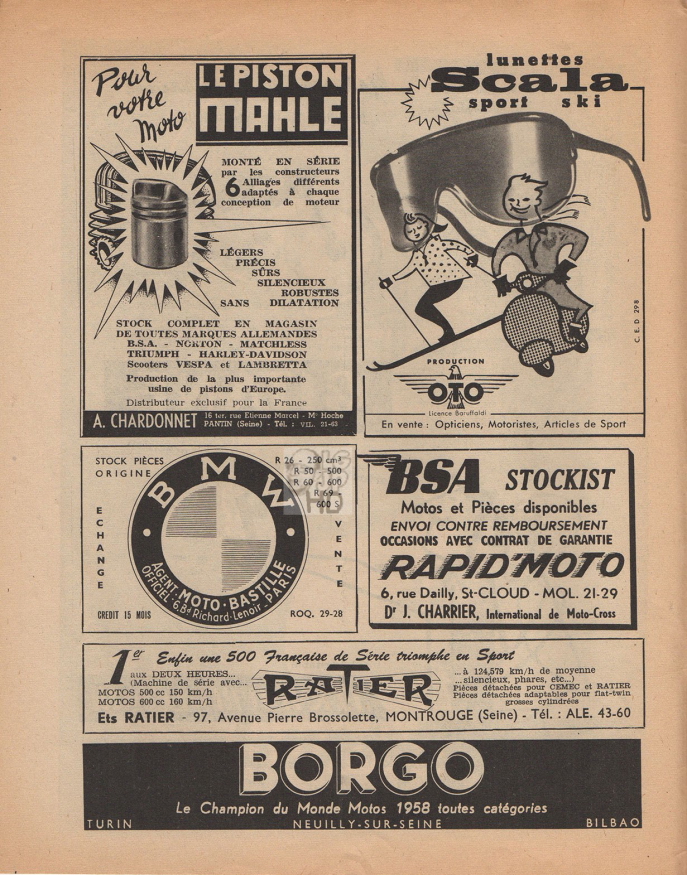 Pour
votre
Moto
LE PISTON
MAHLE
MONTÉ EN SÉRIE
par les constructeurs
6 Alliages différents
adaptés à chaque
conception de moteur
LÉGERS
PRÉCIS
SÛRS
SILENCIEUX
ROBUSTES
SANS DILATATION
STOCK COMPLET EN MAGASIN
DE TOUTES MARQUES ALLEMANDES
B.S.A. - NORTON - MATCHLESS
TRIUMPH - HARLEY-DAVIDSON
Scooters VESPA et LAMBRETTA
Production de la plus importante
usine de pistons d'Europe.
Distributeur exclusif pour la France
A. CHARDONNET
16 ter, rue Etienne Marcel - Mo Hoche
PANTIN (Seine) - Tél. : VIL. 21-63
lunettes
Scala
sport ski
C. E. D 298
PRODUCTION
OTO
Licence Baruffaldi
En vente : Opticiens, Motoristes, Articles de Sport
STOCK PIÈCES
ORIGINE
R 26 - 250 cm³
R 50 - 500
R 60 - 600
R 69 -
600 S
BMW
ECHANGE
VENTE
AGENT OFFICIEL
MOTO-BASTILLE
6, Bd Richard-Lenoir - PARIS
CREDIT 15 MOIS
ROQ. 29-28
BSA STOCKIST
Motos et Pièces disponibles
ENVOI CONTRE REMBOURSEMENT
OCCASIONS AVEC CONTRAT DE GARANTIE
RAPID'MOTO
6, rue Dailly, St-CLOUD - MOL. 21-29
Dr J. CHARRIER, International de Moto-Cross
1er Enfin une 500 Française de Série triomphe en Sport
aux DEUX HEURES...
(Machine de série avec...
MOTOS 500 cc 150 km/h
MOTOS 600 cc 160 km/h
RATIER
...à 124,579 km/h de moyenne
...silencieux, phares, etc...)
Pièces détachées pour CEMEC et RATIER
Pièces détachées adaptables pour flat-twin
grosses cylindrées
Ets RATIER - 97, Avenue Pierre Brossolette, MONTROUGE (Seine) - Tél. : ALE. 43-60
BORGO
Le Champion du Monde Motos 1958 toutes catégories
TURIN NEUILLY-SUR-SEINE BILBAO